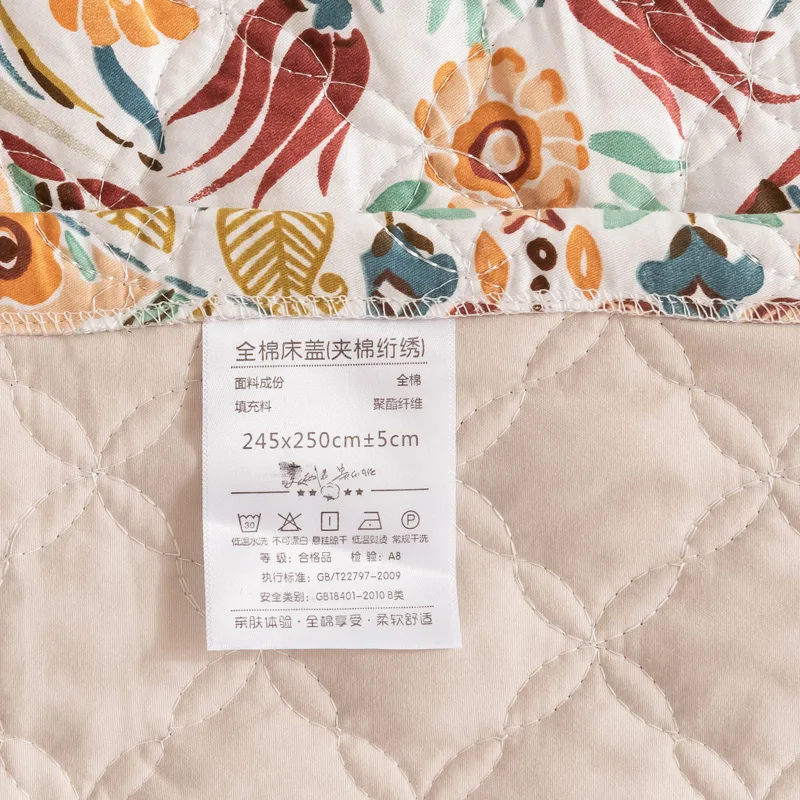 全棉床盖(夹棉绗绣)
面料成份 全棉
填充料 聚酯纤维
245x250cm±5cm
30
低温水洗 不可漂白 悬挂晾干 低温熨烫 常规干洗
等 级：合格品 检 验：A8
执行标准：GB/T22797-2009
安全类别：GB18401-2010 B类
亲肤体验·全棉享受·柔软舒适